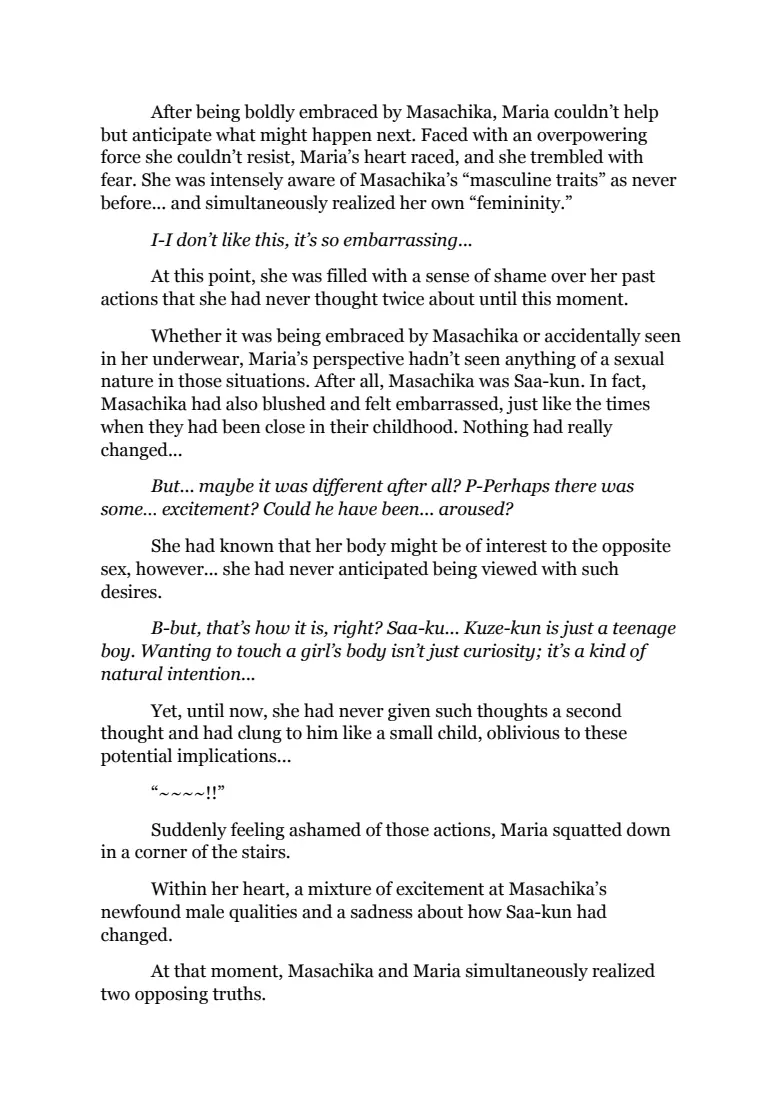 After being boldly embraced by Masachika, Maria couldn’t help
but anticipate what might happen next. Faced with an overpowering
force she couldn’t resist, Maria’s heart raced, and she trembled with
fear. She was intensely aware of Masachika’s “masculine traits” as never
before... and simultaneously realized her own “femininity.”
I-I don’t like this, it’s so embarrassing...
At this point, she was filled with a sense of shame over her past
actions that she had never thought twice about until this moment.
Whether it was being embraced by Masachika or accidentally seen
in her underwear, Maria’s perspective hadn’t seen anything of a sexual
nature in those situations. After all, Masachika was Saa-kun. In fact,
Masachika had also blushed and felt embarrassed, just like the times
when they had been close in their childhood. Nothing had really
changed...
But... maybe it was different after all? P-Perhaps there was
some... excitement? Could he have been... aroused?
She had known that her body might be of interest to the opposite
sex, however... she had never anticipated being viewed with such
desires.
B-but, that’s how it is, right? Saa-ku... Kuze-kun is just a teenage
boy. Wanting to touch a girl’s body isn’t just curiosity; it’s a kind of
natural intention...
Yet, until now, she had never given such thoughts a second
thought and had clung to him like a small child, oblivious to these
potential implications...
“~~~~!!”
Suddenly feeling ashamed of those actions, Maria squatted down
in a corner of the stairs.
Within her heart, a mixture of excitement at Masachika’s
newfound male qualities and a sadness about how Saa-kun had
changed.
At that moment, Masachika and Maria simultaneously realized
two opposing truths.